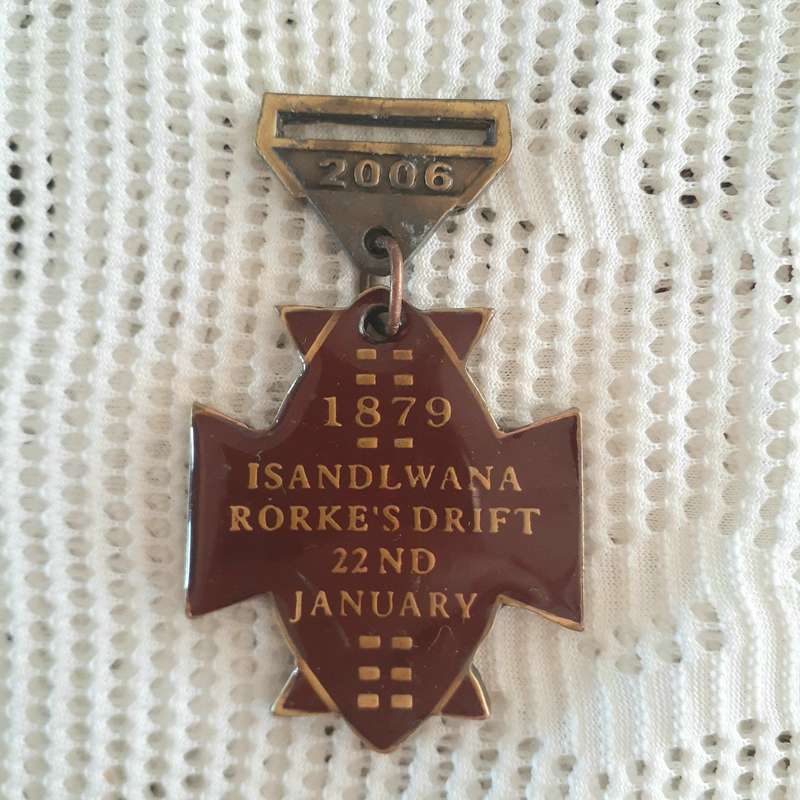 2006
1879
ISANDLWANA
RORKE'S DRIFT
22ND
JANUARY